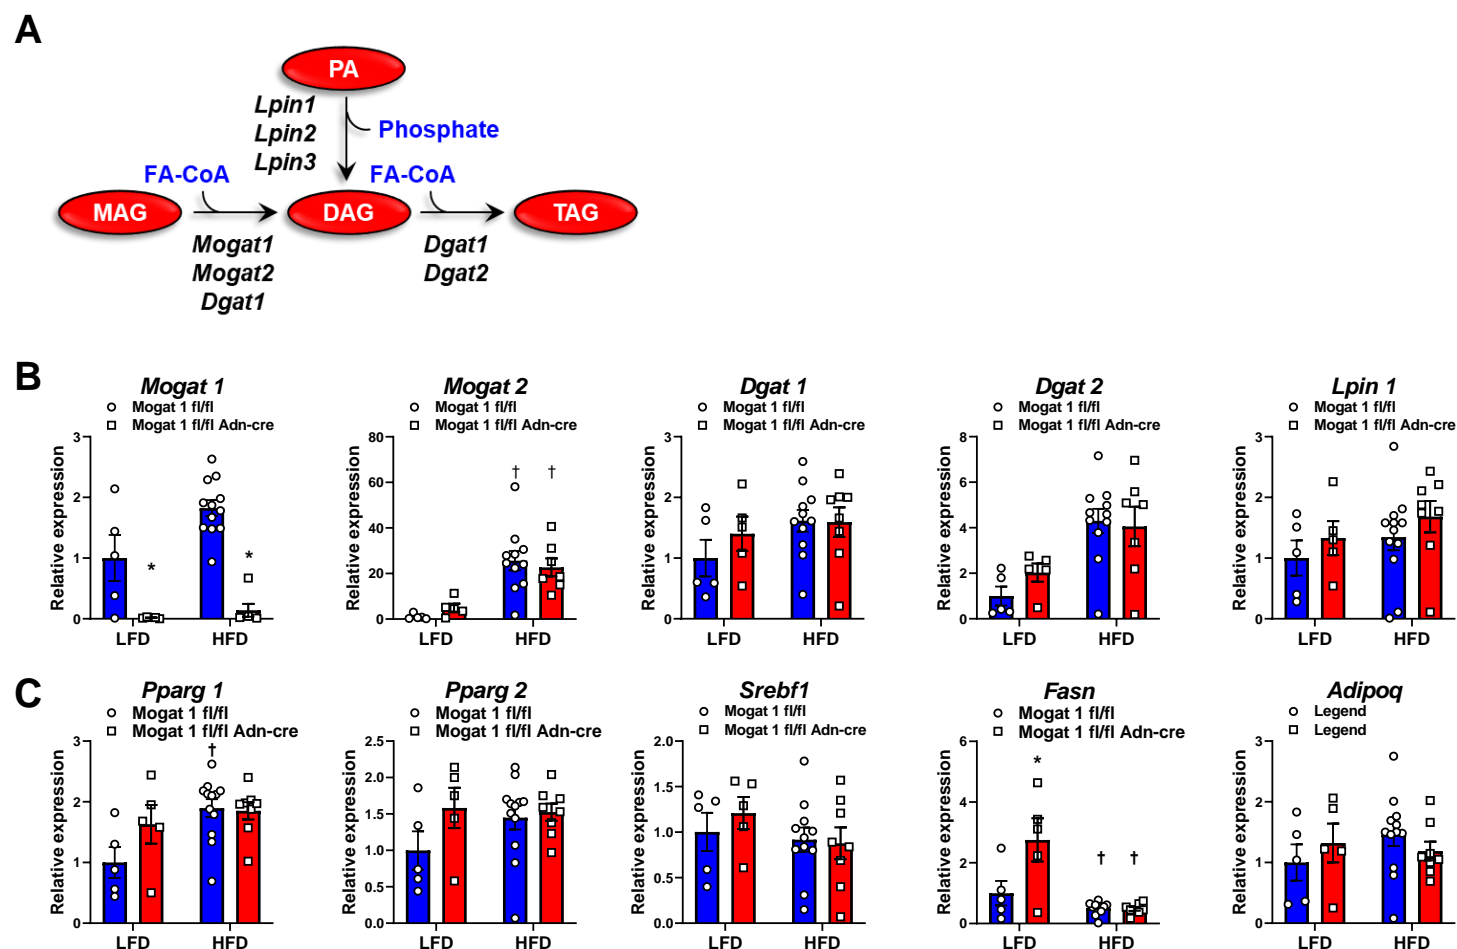 A
PA
Lpin1
Lpin2
Lpin3
Phosphate
FA-CoA
FA-CoA
MAG
DAG
TAG
Mogat1
Mogat2
Dgat1
Dgat1
Dgat2
B
Mogat 1
Mogat 1 fl/fl
Mogat 1 fl/fl Adn-cre
Relative expression
3
2
1
0
*
*
LFD
HFD
Mogat 2
Mogat 1 fl/fl
Mogat 1 fl/fl Adn-cre
Relative expression
80
60
40
20
0
†
†
LFD
HFD
Dgat 1
Mogat 1 fl/fl
Mogat 1 fl/fl Adn-cre
Relative expression
3
2
1
0
LFD
HFD
Dgat 2
Mogat 1 fl/fl
Mogat 1 fl/fl Adn-cre
Relative expression
8
6
4
2
0
LFD
HFD
Lpin 1
Mogat 1 fl/fl
Mogat 1 fl/fl Adn-cre
Relative expression
3
2
1
0
LFD
HFD
C
Pparg 1
Mogat 1 fl/fl
Mogat 1 fl/fl Adn-cre
Relative expression
3
2
1
0
†
LFD
HFD
Pparg 2
Mogat 1 fl/fl
Mogat 1 fl/fl Adn-cre
Relative expression
2.5
2.0
1.5
1.0
0.5
0.0
LFD
HFD
Srebf1
Mogat 1 fl/fl
Mogat 1 fl/fl Adn-cre
Relative expression
2.0
1.5
1.0
0.5
0.0
LFD
HFD
Fasn
Mogat 1 fl/fl
Mogat 1 fl/fl Adn-cre
Relative expression
6
4
2
0
*
†
†
LFD
HFD
Adipoq
Legend
Legend
Relative expression
3
2
1
0
LFD
HFD